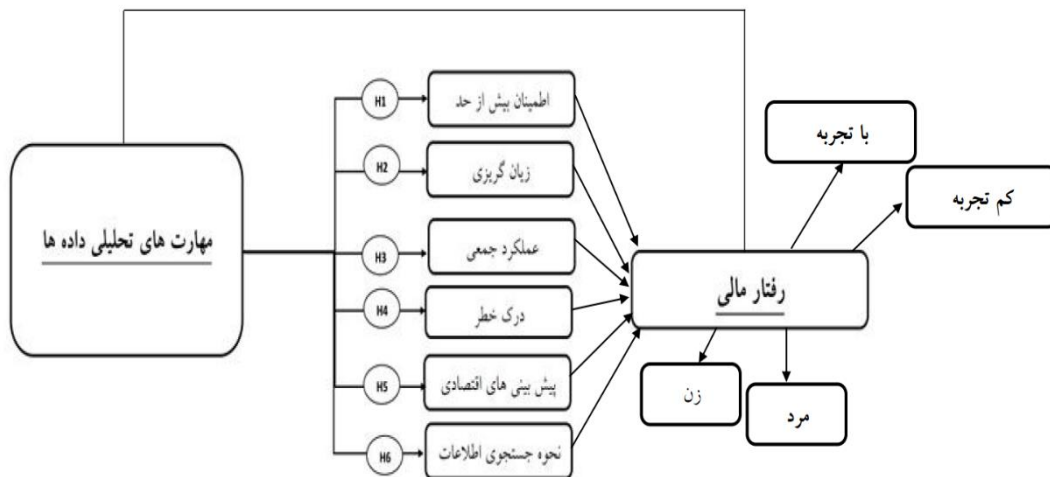 مهارت های تحلیلی داده ها
H1
اطمینان بیش از حد
H2
زیان گریزی
H3
عملکرد جمعی
H4
درک خطر
H5
پیش بینی های اقتصادی
H6
نحوه جستجوی اطلاعات
رفتار مالی
با تجربه
کم تجربه
زن
مرد